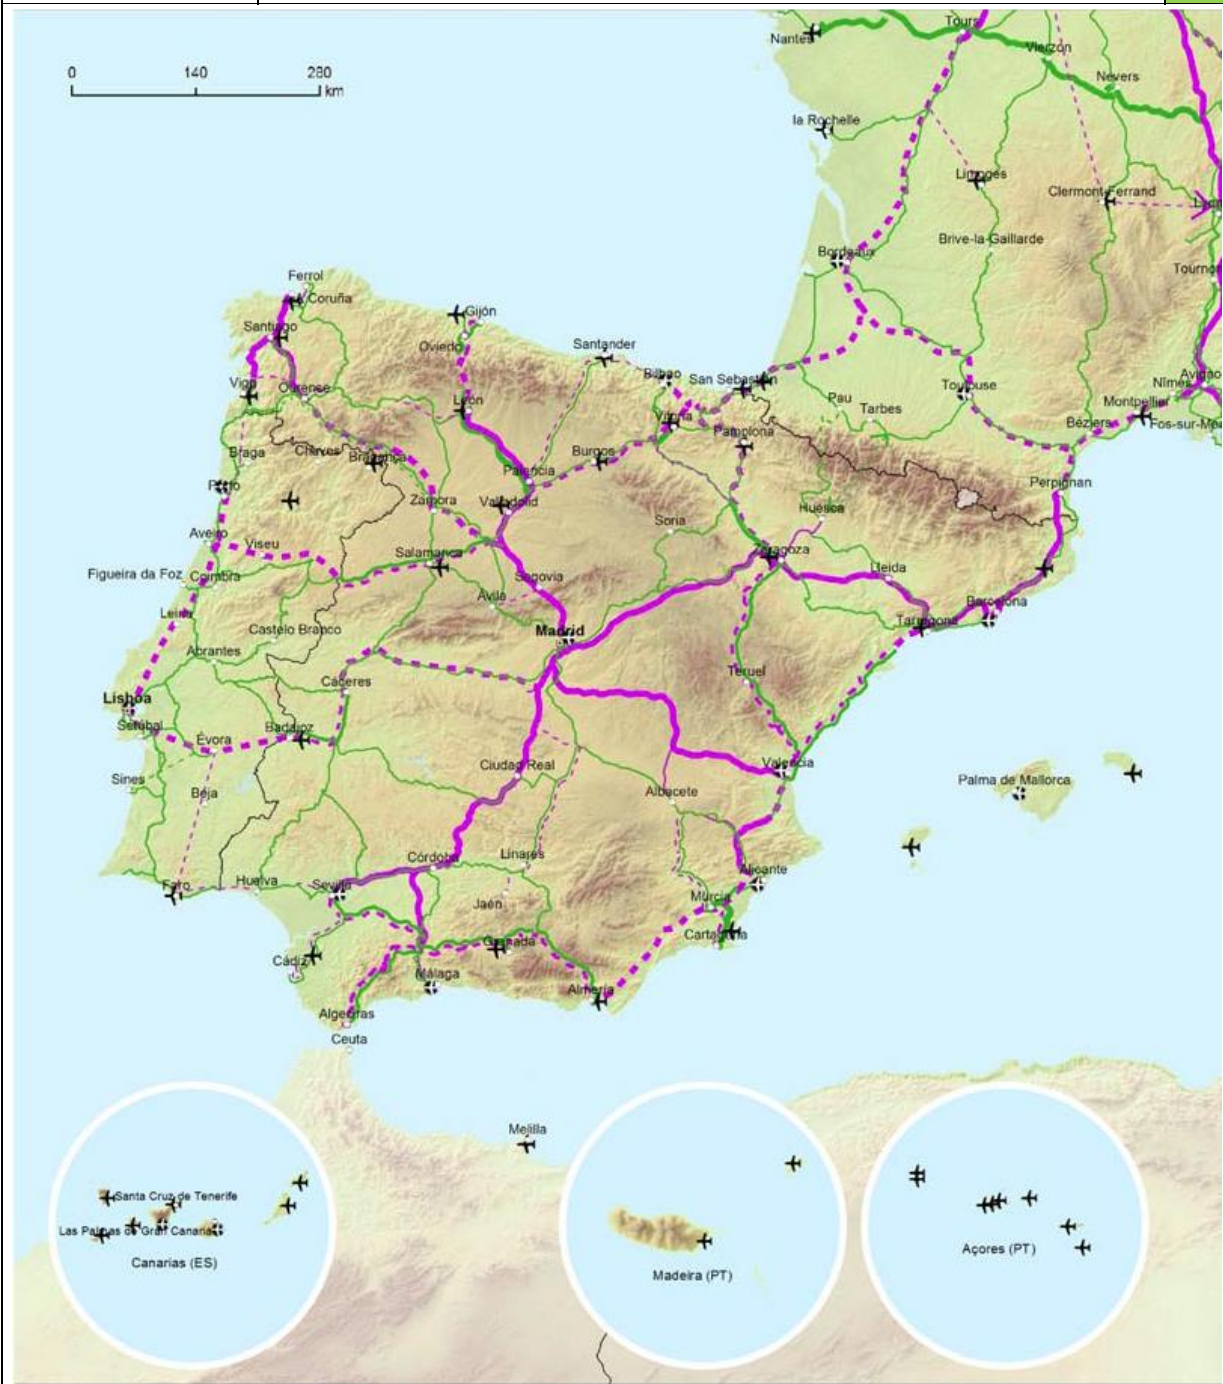 Tours
Nantes
Vierzon
0 140 280
km
Nevers
la Rochelle
Limoges
Clermont-Ferrand
Lyon
Brive-la-Gaillarde
Bordeaux
Tournon
Ferrol
A Coruña
Gijón
Santiago
Oviedo
Santander
Bilbao
San Sebastián
Vigo
Ourense
León
Toulouse
Pau
Tarbes
Nîmes
Montpellier
Béziers
Vitoria
Pamplona
Braga
Chaves
Bragança
Burgos
Palencia
Perpignan
Porto
Zamora
Valladolid
Huesca
Soria
Aveiro
Viseu
Salamanca
Zaragoza
Lleida
Figueira da Foz
Coimbra
Segovia
Ávila
Barcelona
Leiria
Tarragona
Castelo Branco
Madrid
Abrantes
Cáceres
Teruel
Lisboa
Setúbal
Évora
Badajoz
Sines
Ciudad Real
Valencia
Palma de Mallorca
Beja
Albacete
Córdoba
Linares
Alicante
Faro
Huelva
Sevilla
Jaén
Murcia
Cartagena
Granada
Cádiz
Málaga
Almería
Algeciras
Ceuta
Melilla
Santa Cruz de Tenerife
Las Palmas de Gran Canaria
Canarias (ES)
Madeira (PT)
Açores (PT)